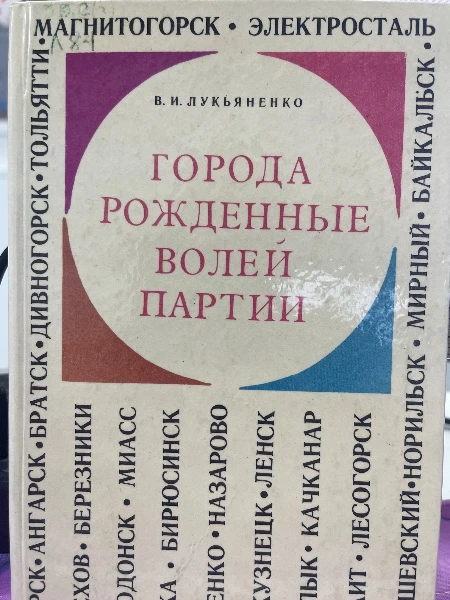 МАГНИТОГОРСК · ЭЛЕКТРОСТАЛЬ
В. И. ЛУКЬЯНЕНКО
ГОРОДА
РОЖДЕННЫЕ
ВОЛЕЙ
ПАРТИИ
АНГАРСК · БРАТСК · ДИВНОГОРСК · ТОЛЬЯТТИ ·
БЕРЕЗНИКИ
МИАСС
БИРЮСИНСК
НАЗАРОВО
ЛЕНСК
КАЧКАНАР
ЛЕСОГОРСК
НОРИЛЬСК · МИРНЫЙ · БАЙКАЛЬСК ·